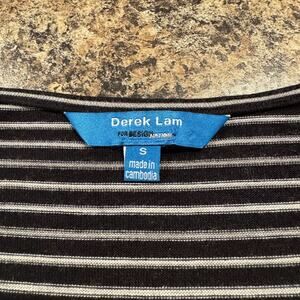 Derek Lam
FOR DESIGNATION
S
made in
cambodia